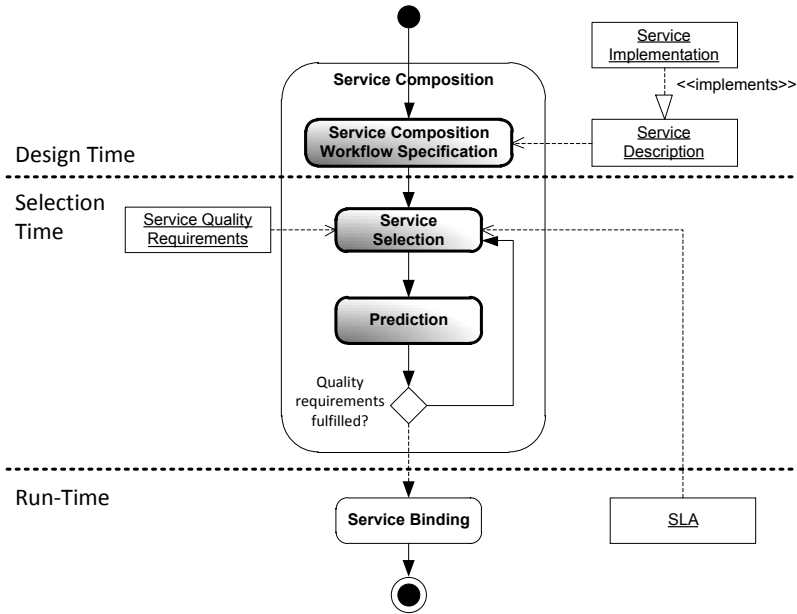 Service
Implementation
Service Composition
<<implements>>
Service Composition
Workflow Specification
Service
Description
Design Time
Selection
Time
Service Quality
Requirements
Service
Selection
Prediction
Quality
requirements
fulfilled?
Run-Time
Service Binding
SLA